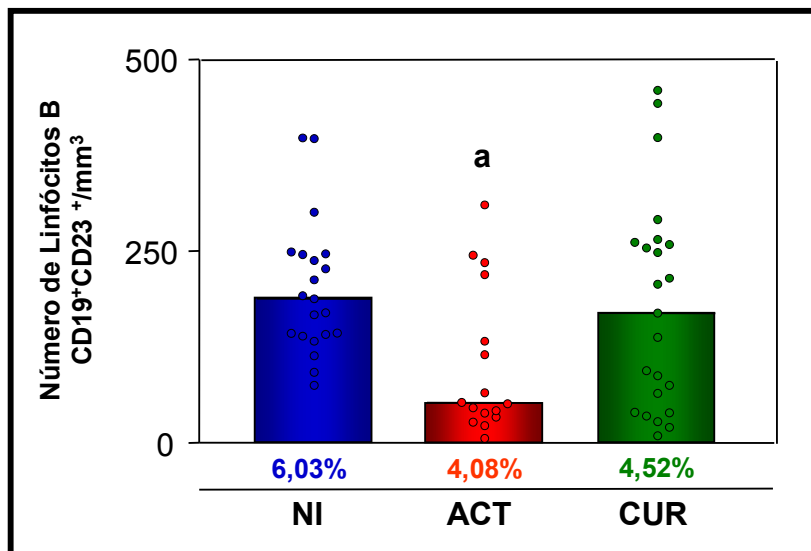 Número de Linfócitos B
CD19⁺CD23 ⁺/mm³
500
250
0
a
6,03% 4,08% 4,52%
NI ACT CUR